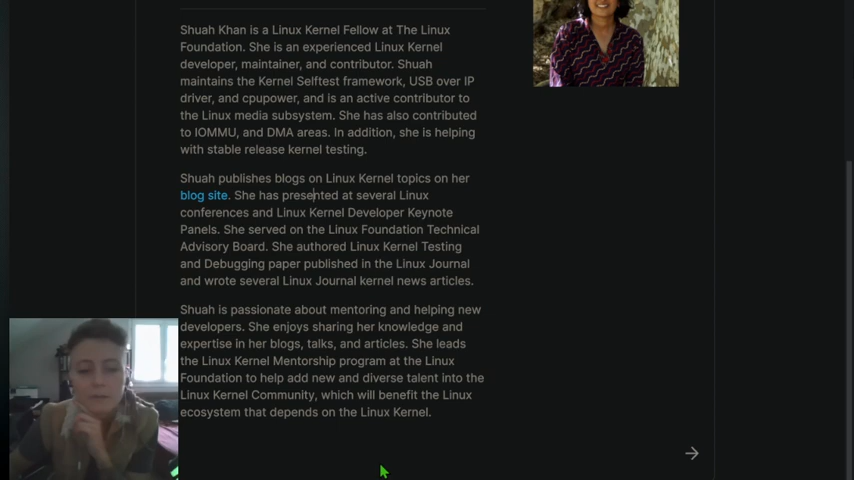 Shuah Khan is a Linux Kernel Fellow at The Linux
Foundation. She is an experienced Linux Kernel
developer, maintainer, and contributor. Shuah
maintains the Kernel Selftest framework, USB over IP
driver, and cpupower, and is an active contributor to
the Linux media subsystem. She has also contributed
to IOMMU, and DMA areas. In addition, she is helping
with stable release kernel testing.
Shuah publishes blogs on Linux Kernel topics on her
blog site. She has presented at several Linux
conferences and Linux Kernel Developer Keynote
Panels. She served on the Linux Foundation Technical
Advisory Board. She authored Linux Kernel Testing
and Debugging paper published in the Linux Journal
and wrote several Linux Journal kernel news articles.
Shuah is passionate about mentoring and helping new
developers. She enjoys sharing her knowledge and
expertise in her blogs, talks, and articles. She leads
the Linux Kernel Mentorship program at the Linux
Foundation to help add new and diverse talent into the
Linux Kernel Community, which will benefit the Linux
ecosystem that depends on the Linux Kernel.